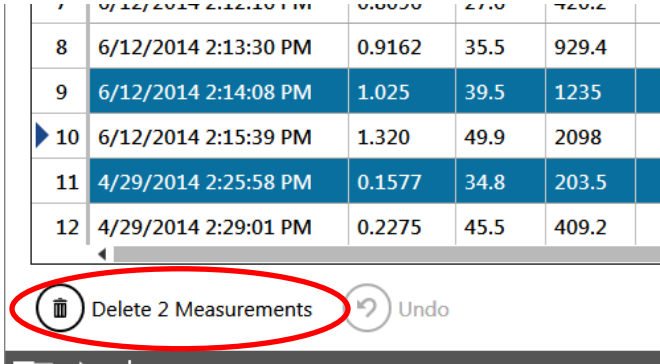 8 6/12/2014 2:13:30 PM 0.9162 35.5 929.4
9 6/12/2014 2:14:08 PM 1.025 39.5 1235
10 6/12/2014 2:15:39 PM 1.320 49.9 2098
11 4/29/2014 2:25:58 PM 0.1577 34.8 203.5
12 4/29/2014 2:29:01 PM 0.2275 45.5 409.2
Delete 2 Measurements Undo